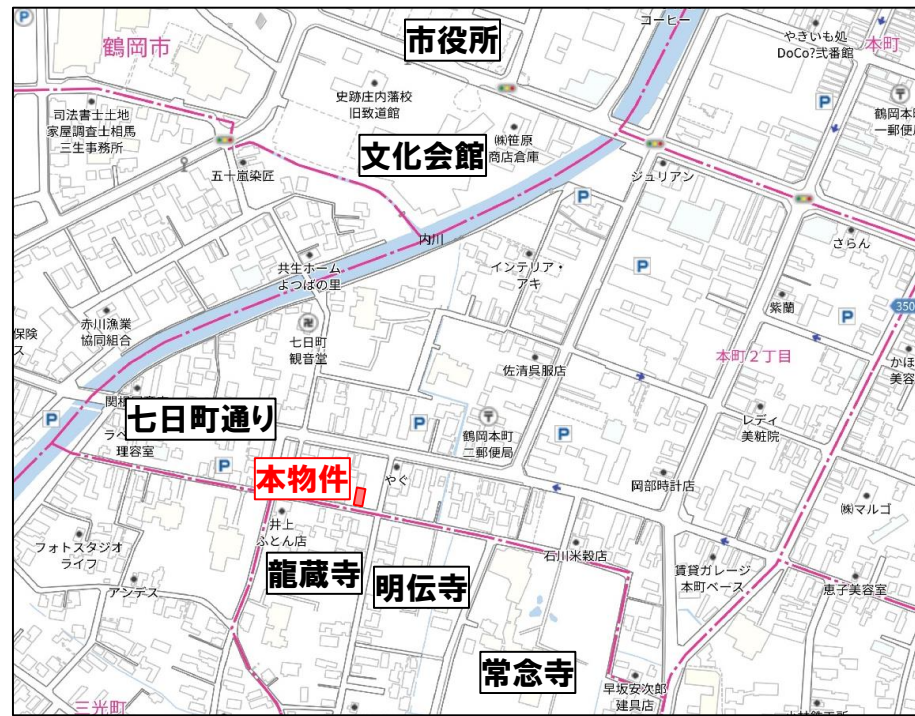 P
市役所
コーヒー
やきいも処
DoCo?弐番館
本町
鶴岡市
史跡庄内藩校
旧致道館
P
鶴岡本町
一郵便局
司法書士土地
家屋調査士相馬
三生事務所
㈱笹原
商店倉庫
文化会館
五十嵐染匠
ジュリアン
P
内川
さらん
共生ホーム
よつばの里
インテリア・
アキ
P
350
赤川漁業
協同組合
保険
ス
七日町
観音堂
紫蘭
P
佐清呉服店
本町2丁目
かほ
美容
七日町通り
P
ラベ
理容室
P
鶴岡本町
二郵便局
P
レディ
美粧院
P
本物件
やぐ
岡部時計店
㈱マルゴ
井上
ふとん店
フォトスタジオ
ライフ
石川米穀店
龍蔵寺
明伝寺
賃貸ガレージ
本町ベース
恵子美容室
アンデス
常念寺
早坂安次郎
建具店
三光町